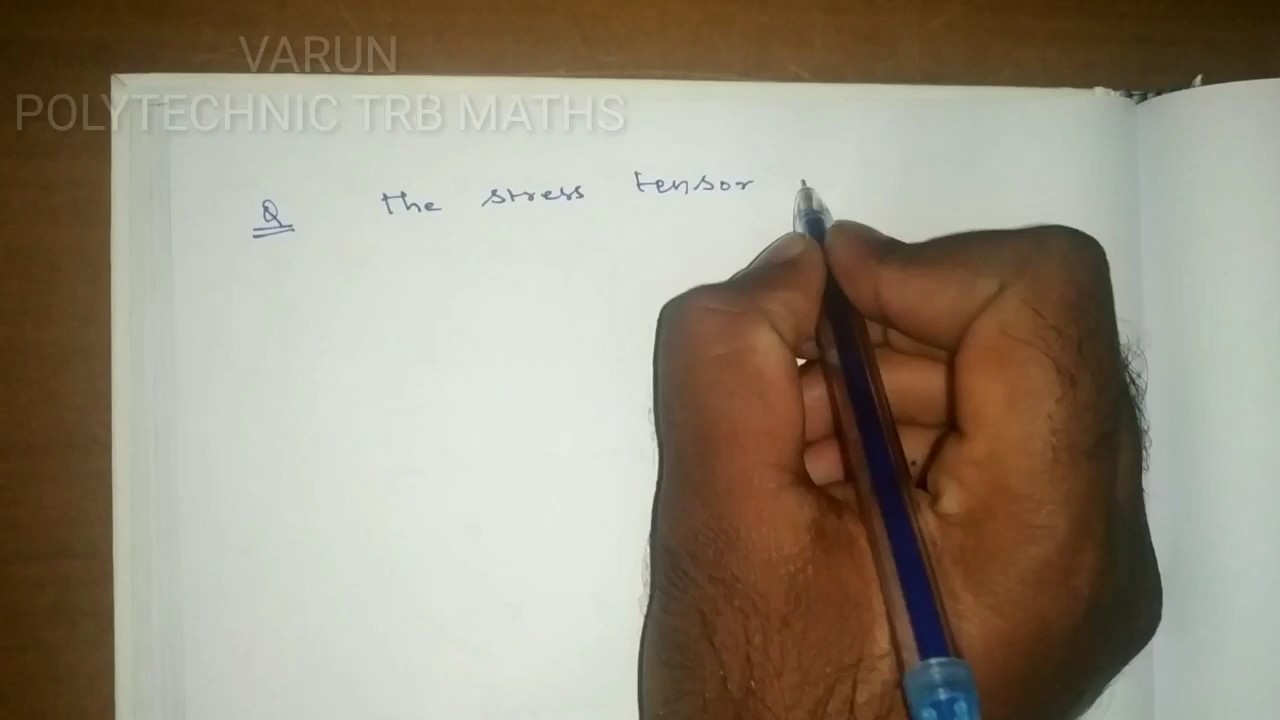 VARUN
POLYTECHNIC TRB MATHS
Q the stress tensor